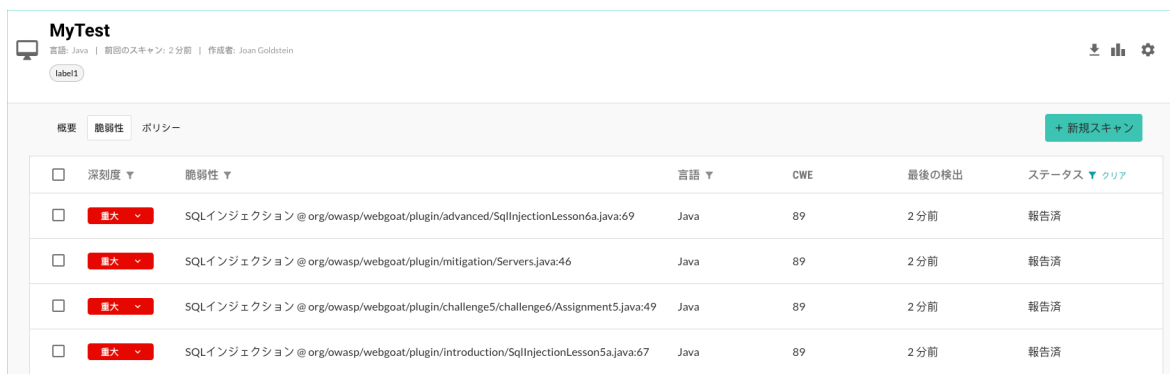 MyTest
言語: Java | 前回のスキャン: 2分前 | 作成者: Joan Goldstein
label1
概要 脆弱性 ポリシー + 新規スキャン
深刻度 脆弱性 言語 CWE 最後の検出 ステータス クリア
重大 SQLインジェクション @ org/owasp/webgoat/plugin/advanced/SqlInjectionLesson6a.java:69 Java 89 2分前 報告済
重大 SQLインジェクション @ org/owasp/webgoat/plugin/mitigation/Servers.java:46 Java 89 2分前 報告済
重大 SQLインジェクション @ org/owasp/webgoat/plugin/challenge5/challenge6/Assignment5.java:49 Java 89 2分前 報告済
重大 SQLインジェクション @ org/owasp/webgoat/plugin/introduction/SqlInjectionLesson5a.java:67 Java 89 2分前 報告済